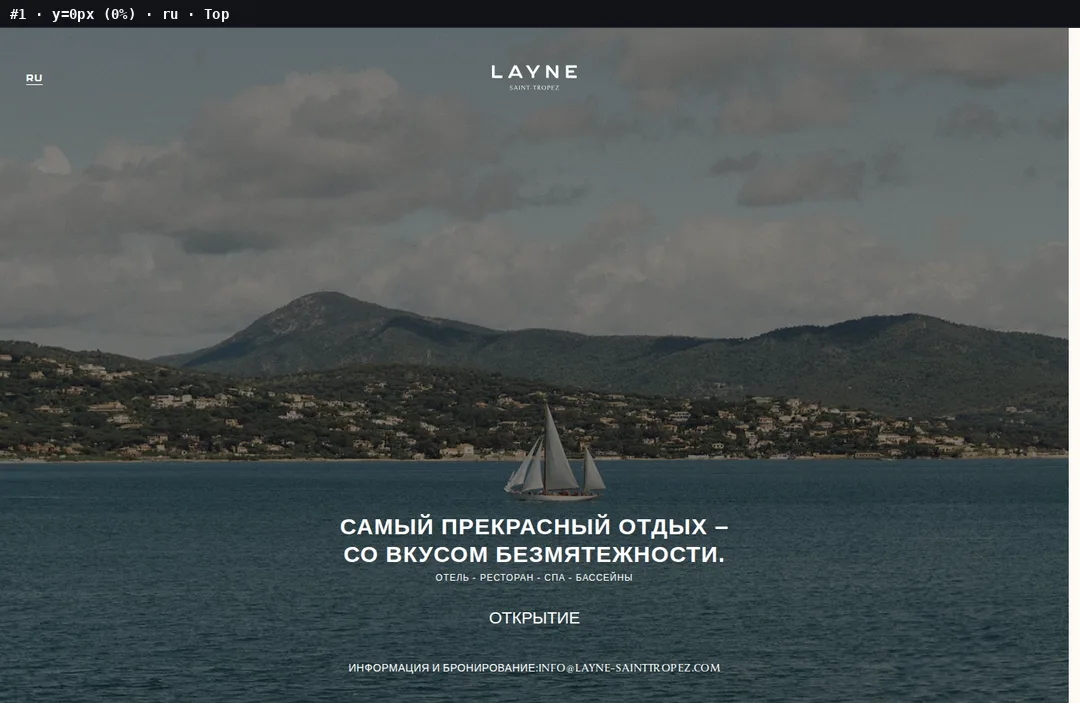 #1 · y=0px (0%) · ru · Top
RU
LAYNE
SAINT-TROPEZ
САМЫЙ ПРЕКРАСНЫЙ ОТДЫХ –
СО ВКУСОМ БЕЗМЯТЕЖНОСТИ.
ОТЕЛЬ - РЕСТОРАН - СПА - БАССЕЙНЫ
ОТКРЫТИЕ
ИНФОРМАЦИЯ И БРОНИРОВАНИЕ:INFO@LAYNE-SAINTTROPEZ.COM